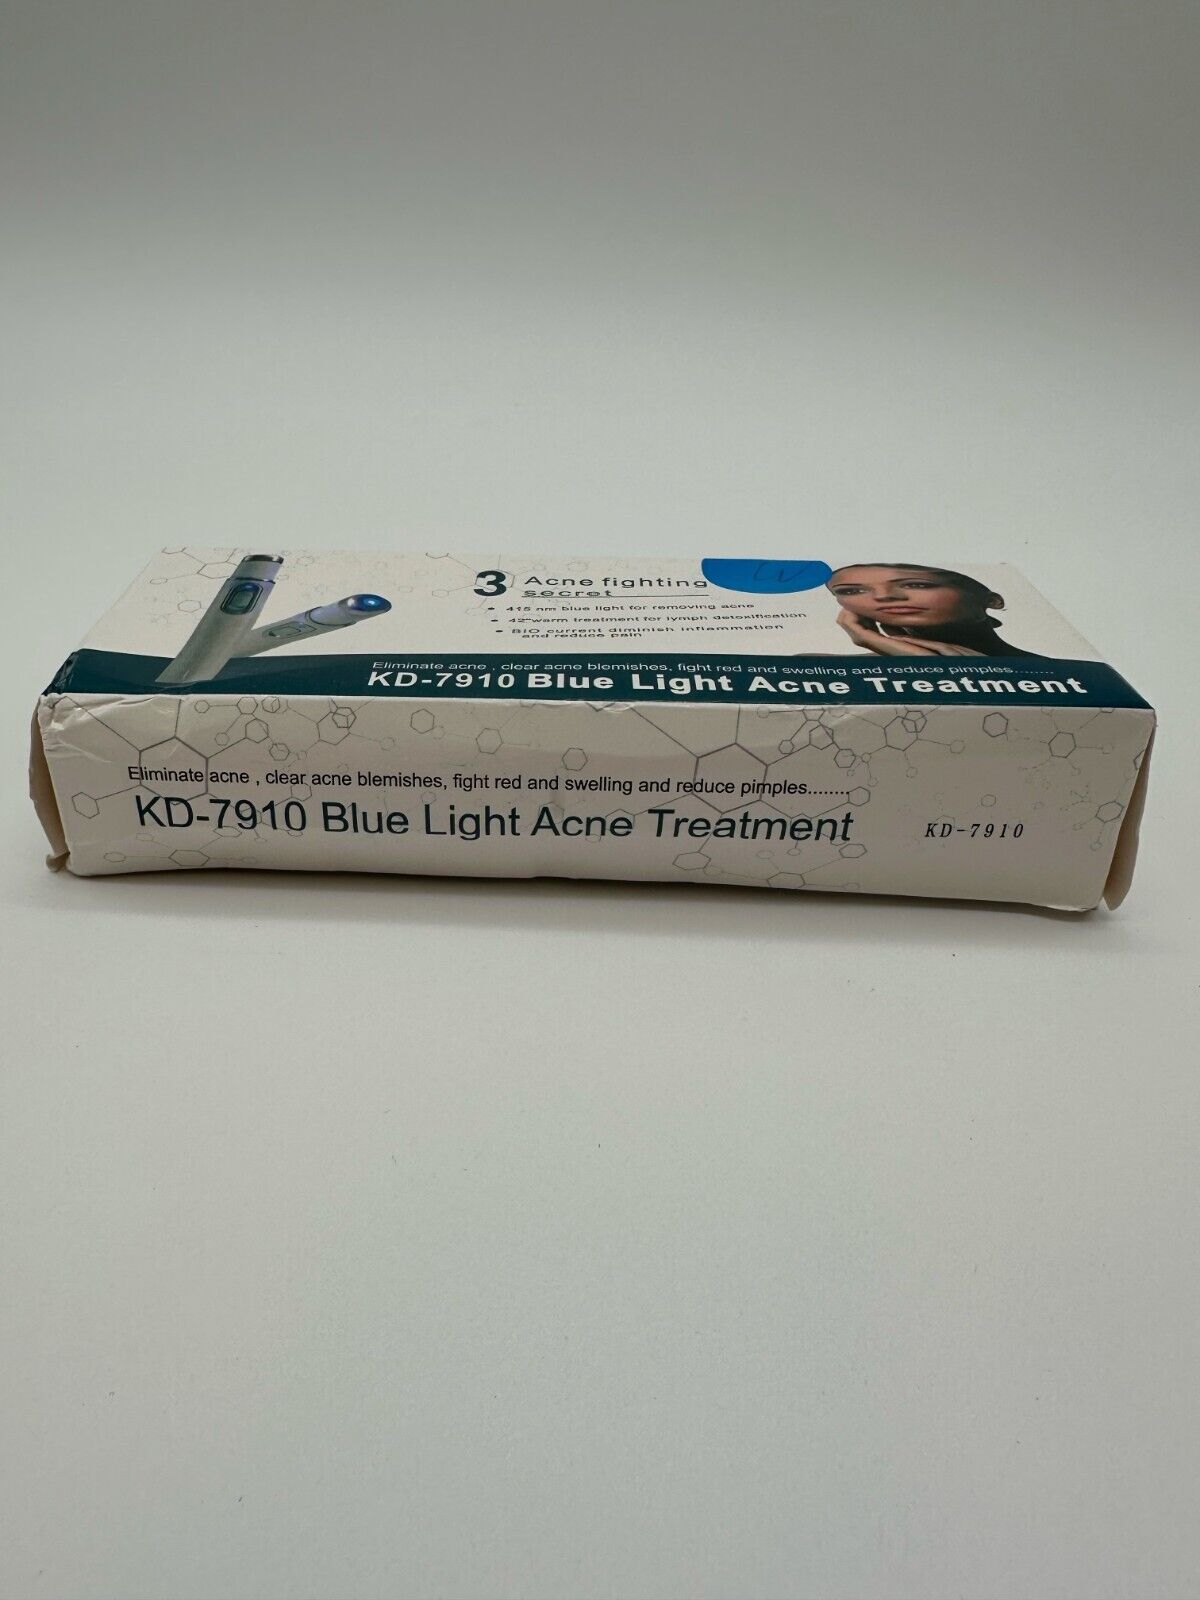 3 Acne fighting
secret
• 415 nm blue light for removing acne
• 42°warm treatment for lymph detoxification
• BIO current diminish inflammation
and reduce pain
Eliminate acne , clear acne blemishes, fight red and swelling and reduce pimples........
KD-7910 Blue Light Acne Treatment
Eliminate acne , clear acne blemishes, fight red and swelling and reduce pimples........
KD-7910 Blue Light Acne Treatment
KD-7910